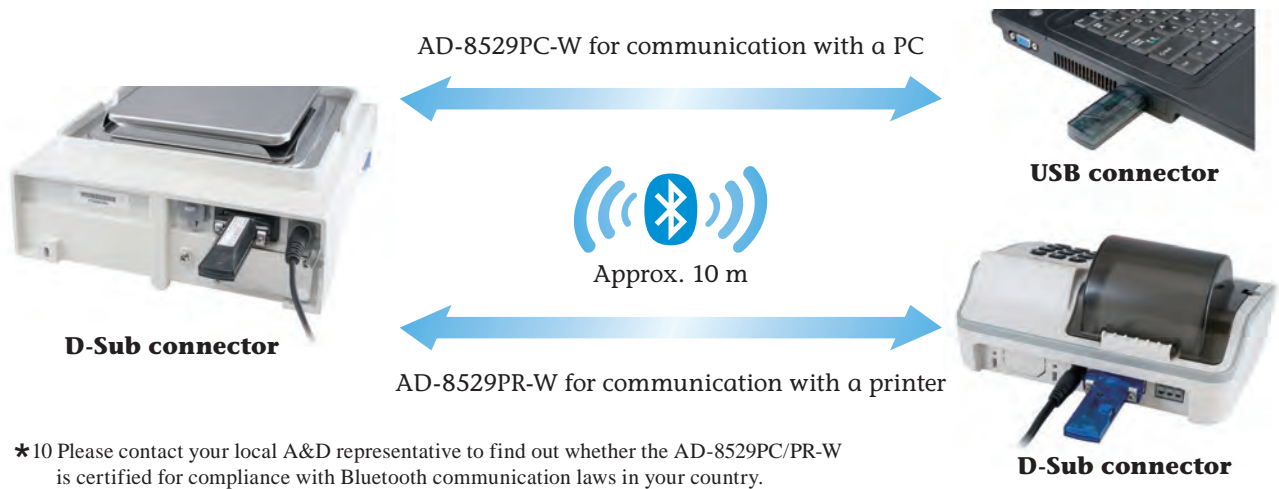 AD-8529PC-W for communication with a PC
USB connector
Approx. 10 m
D-Sub connector
AD-8529PR-W for communication with a printer
D-Sub connector
*10 Please contact your local A&D representative to find out whether the AD-8529PC/PR-W
is certified for compliance with Bluetooth communication laws in your country.